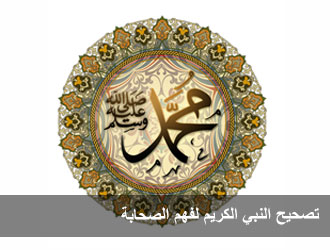 محمد
صلى الله
عليه
وسلم
تصحيح النبي الكريم لفهم الصحابة